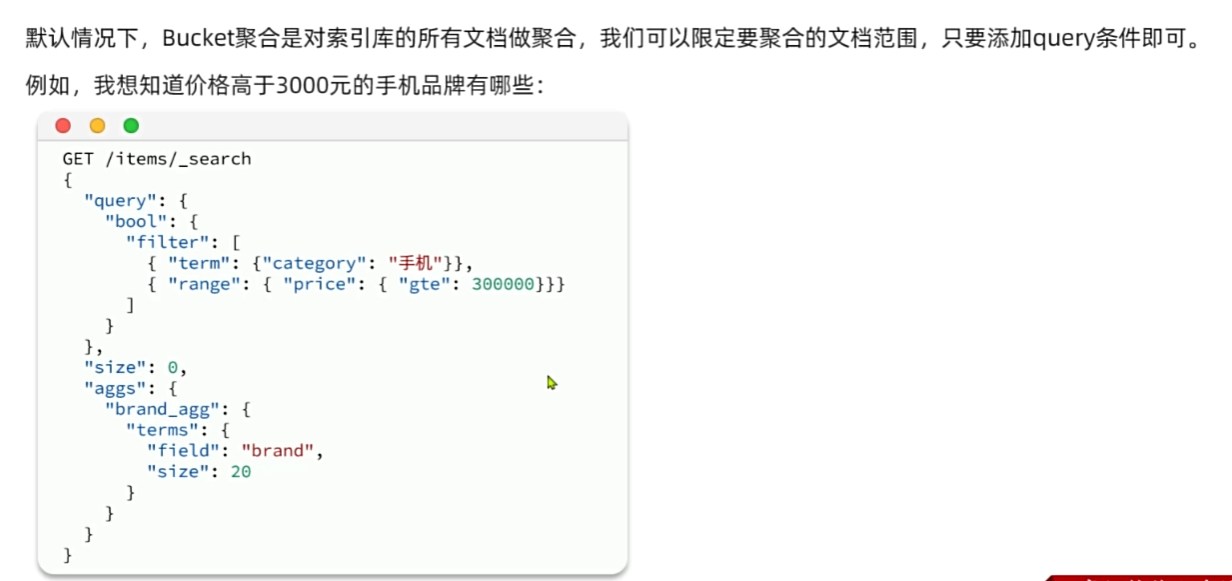 默认情况下，Bucket聚合是对索引库的所有文档做聚合，我们可以限定要聚合的文档范围，只要添加query条件即可。
例如，我想知道价格高于3000元的手机品牌有哪些：
GET /items/_search
{
  "query": {
    "bool": {
      "filter": [
        { "term": {"category": "手机"}},
        { "range": { "price": { "gte": 300000}}}
      ]
    }
  },
  "size": 0,
  "aggs": {
    "brand_agg": {
      "terms": {
        "field": "brand",
        "size": 20
      }
    }
  }
}